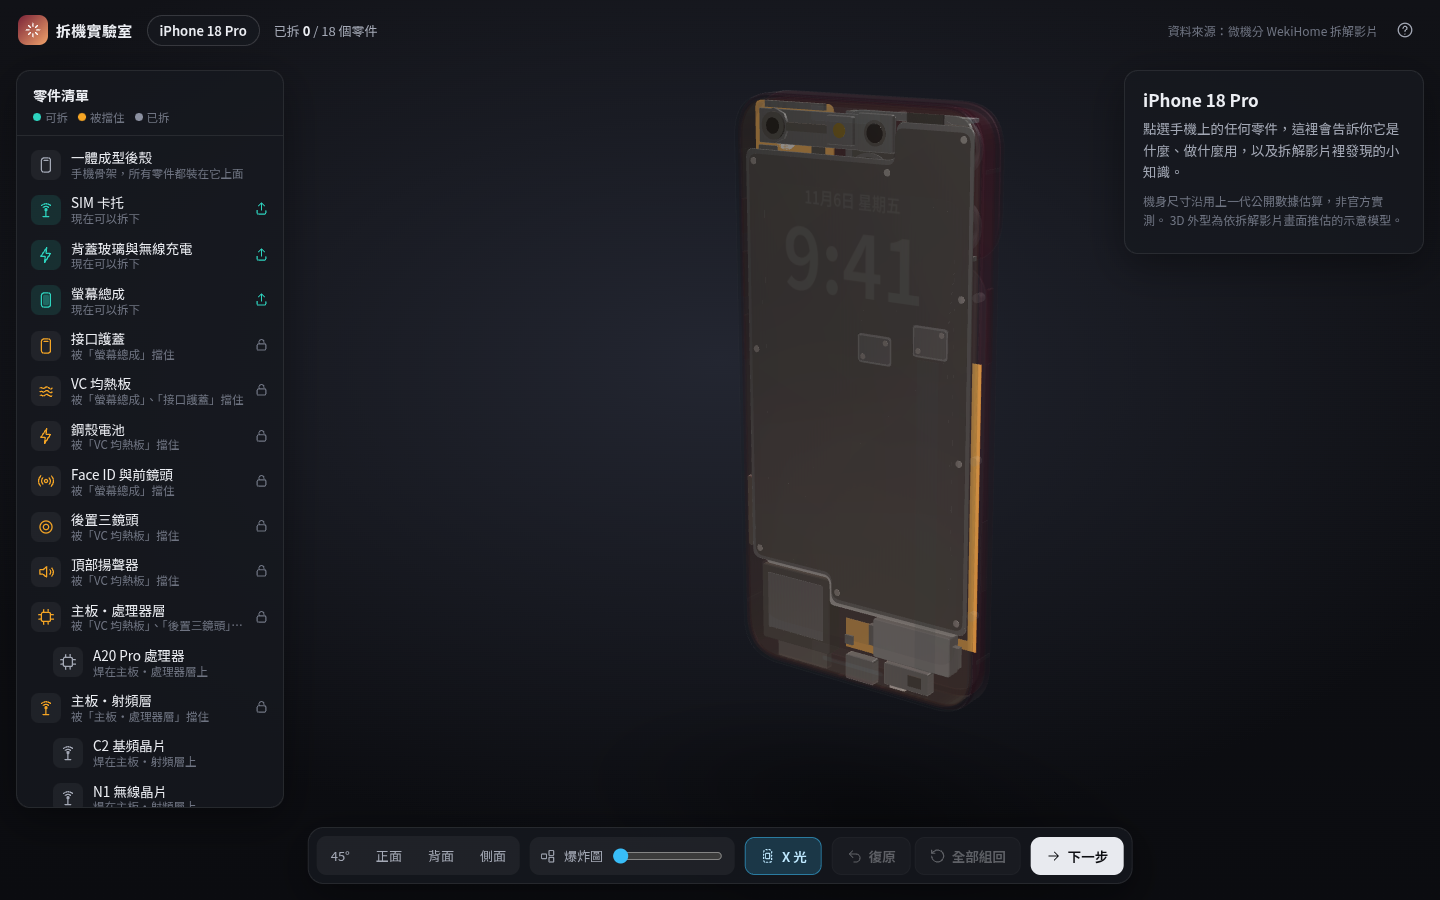 拆機實驗室
iPhone 18 Pro
已拆 0 / 18 個零件
資料來源：微機分 WekiHome 拆解影片
零件清單
可拆 被擋住 已拆
一體成型後殼
手機骨架，所有零件都裝在它上面
SIM 卡托
現在可以拆下
背蓋玻璃與無線充電
現在可以拆下
螢幕總成
現在可以拆下
接口護蓋
被「螢幕總成」擋住
VC 均熱板
被「螢幕總成」、「接口護蓋」擋住
鋼殼電池
被「VC 均熱板」擋住
Face ID 與前鏡頭
被「螢幕總成」擋住
後置三鏡頭
被「VC 均熱板」擋住
頂部揚聲器
被「VC 均熱板」擋住
主板・處理器層
被「VC 均熱板」、「後置三鏡頭」…
A20 Pro 處理器
焊在主板・處理器層上
主板・射頻層
被「主板・處理器層」擋住
C2 基頻晶片
焊在主板・射頻層上
N1 無線晶片
焊在主板・射頻層上
11月6日 星期五
9:41
iPhone 18 Pro
點選手機上的任何零件，這裡會告訴你它是
什麼、做什麼用，以及拆解影片裡發現的小
知識。
機身尺寸沿用上一代公開數據估算，非官方實
測。 3D 外型為依拆解影片畫面推估的示意模型。
45°
正面
背面
側面
爆炸圖
X 光
復原
全部組回
下一步